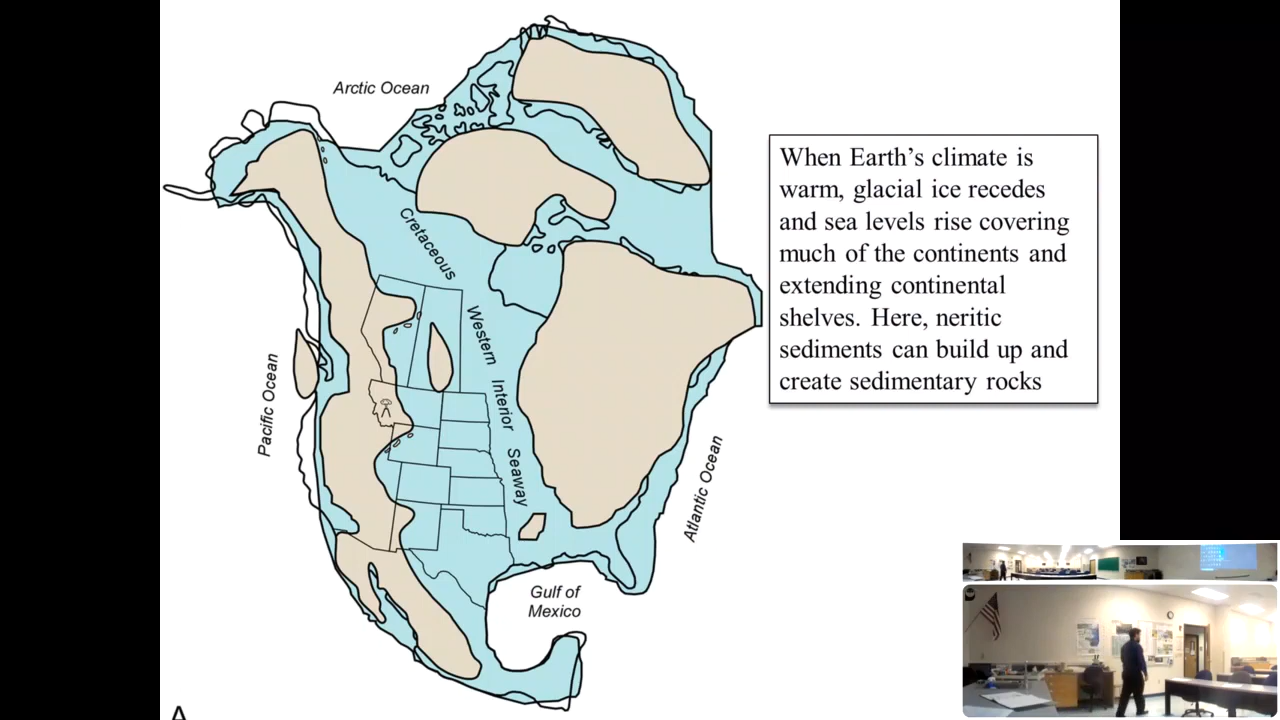 Arctic Ocean
When Earth's climate is
warm, glacial ice recedes
and sea levels rise covering
much of the continents and
extending continental
shelves. Here, neritic
sediments can build up and
create sedimentary rocks
Cretaceous
Western
Interior
Seaway
Pacific Ocean
Atlantic Ocean
Gulf of
Mexico
A